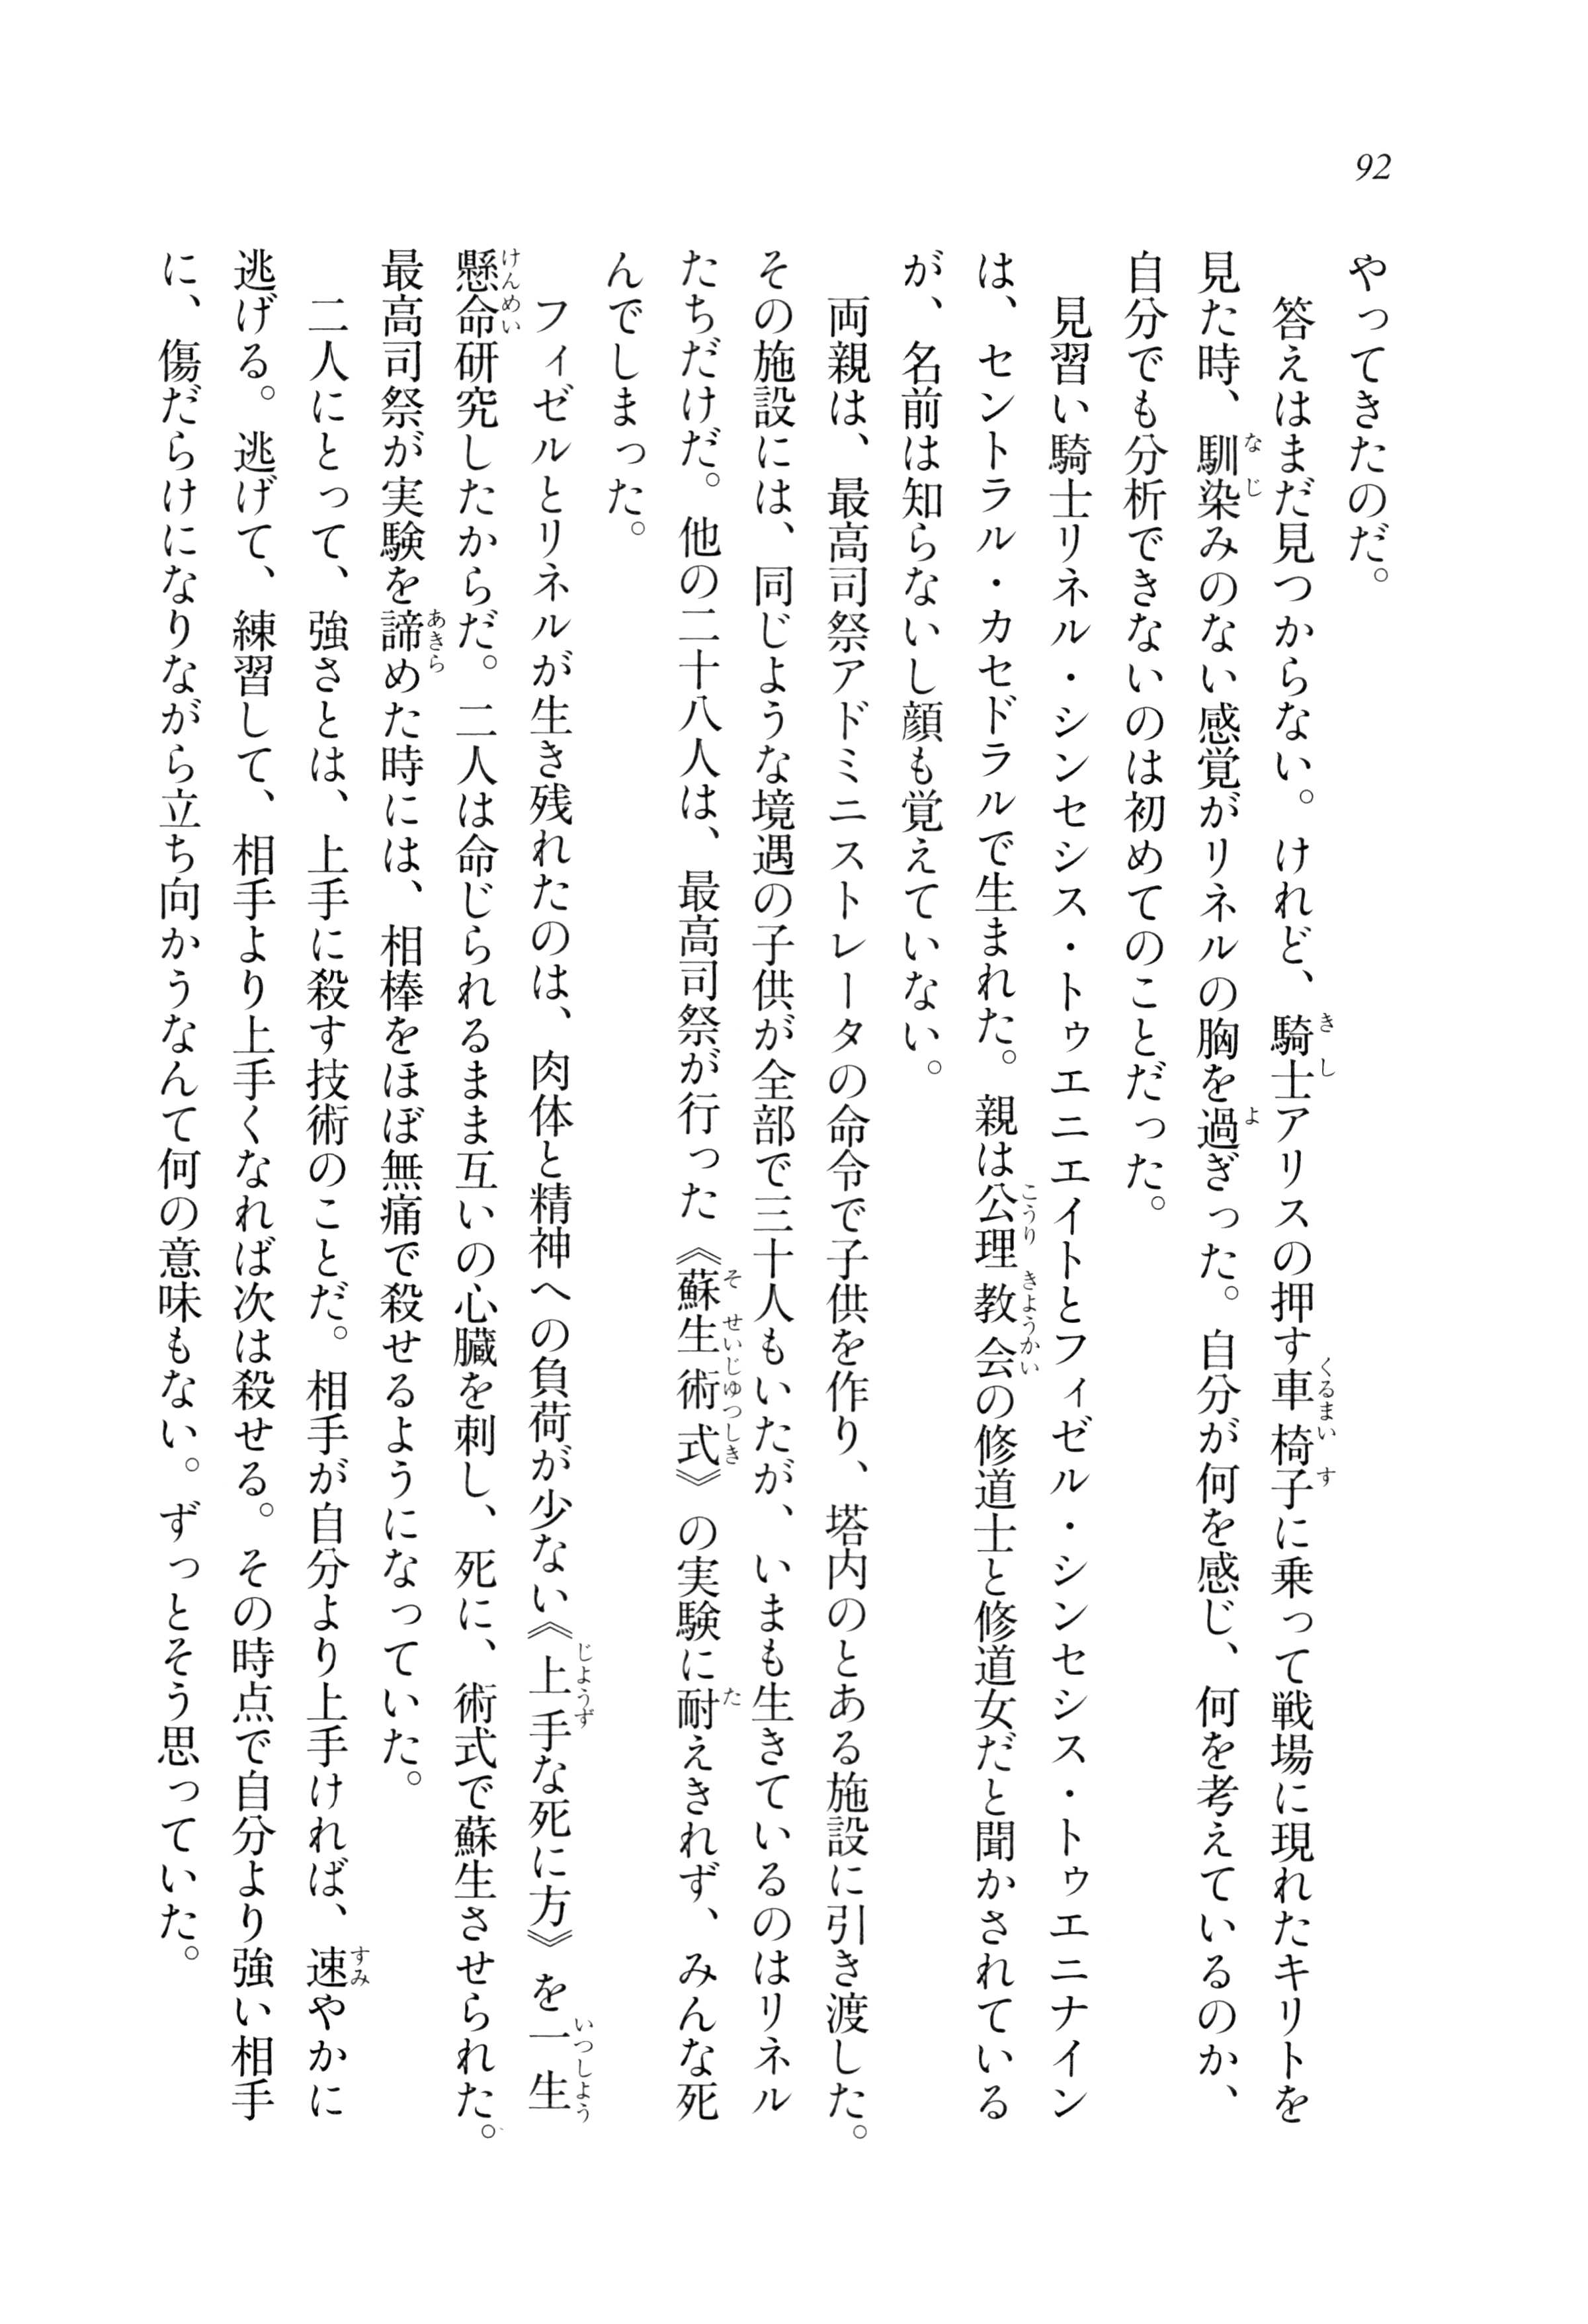 92
やってきたのだ。
　答えはまだ見つからない。けれど、騎士アリスの押す車椅子に乗って戦場に現れたキリトを
見た時、馴染みのない感覚がリネルの胸を過ぎった。自分が何を感じ、何を考えているのか、
自分でも分析できないのは初めてのことだった。
　見習い騎士リネル・シンセシス・トゥエニエイトとフィゼル・シンセシス・トゥエニナイン
は、セントラル・カセドラルで生まれた。親は公理教会の修道士と修道女だと聞かされている
が、名前は知らないし顔も覚えていない。
　両親は、最高司祭アドミニストレータの命令で子供を作り、塔内のとある施設に引き渡した。
その施設には、同じような境遇の子供が全部で三十人もいたが、いまも生きているのはリネル
たちだけだ。他の二十八人は、最高司祭が行った《蘇生術式》の実験に耐えきれず、みんな死
んでしまった。
　フィゼルとリネルが生き残れたのは、肉体と精神への負荷が少ない《上手な死に方》を一生
懸命研究したからだ。二人は命じられるまま互いの心臓を刺し、死に、術式で蘇生させられた。
最高司祭が実験を諦めた時には、相棒をほぼ無痛で殺せるようになっていた。
　二人にとって、強さとは、上手に殺す技術のことだ。相手が自分より上手ければ、速やかに
逃げる。逃げて、練習して、相手より上手くなれば次は殺せる。その時点で自分より強い相手
に、傷だらけになりながら立ち向かうなんて何の意味もない。ずっとそう思っていた。